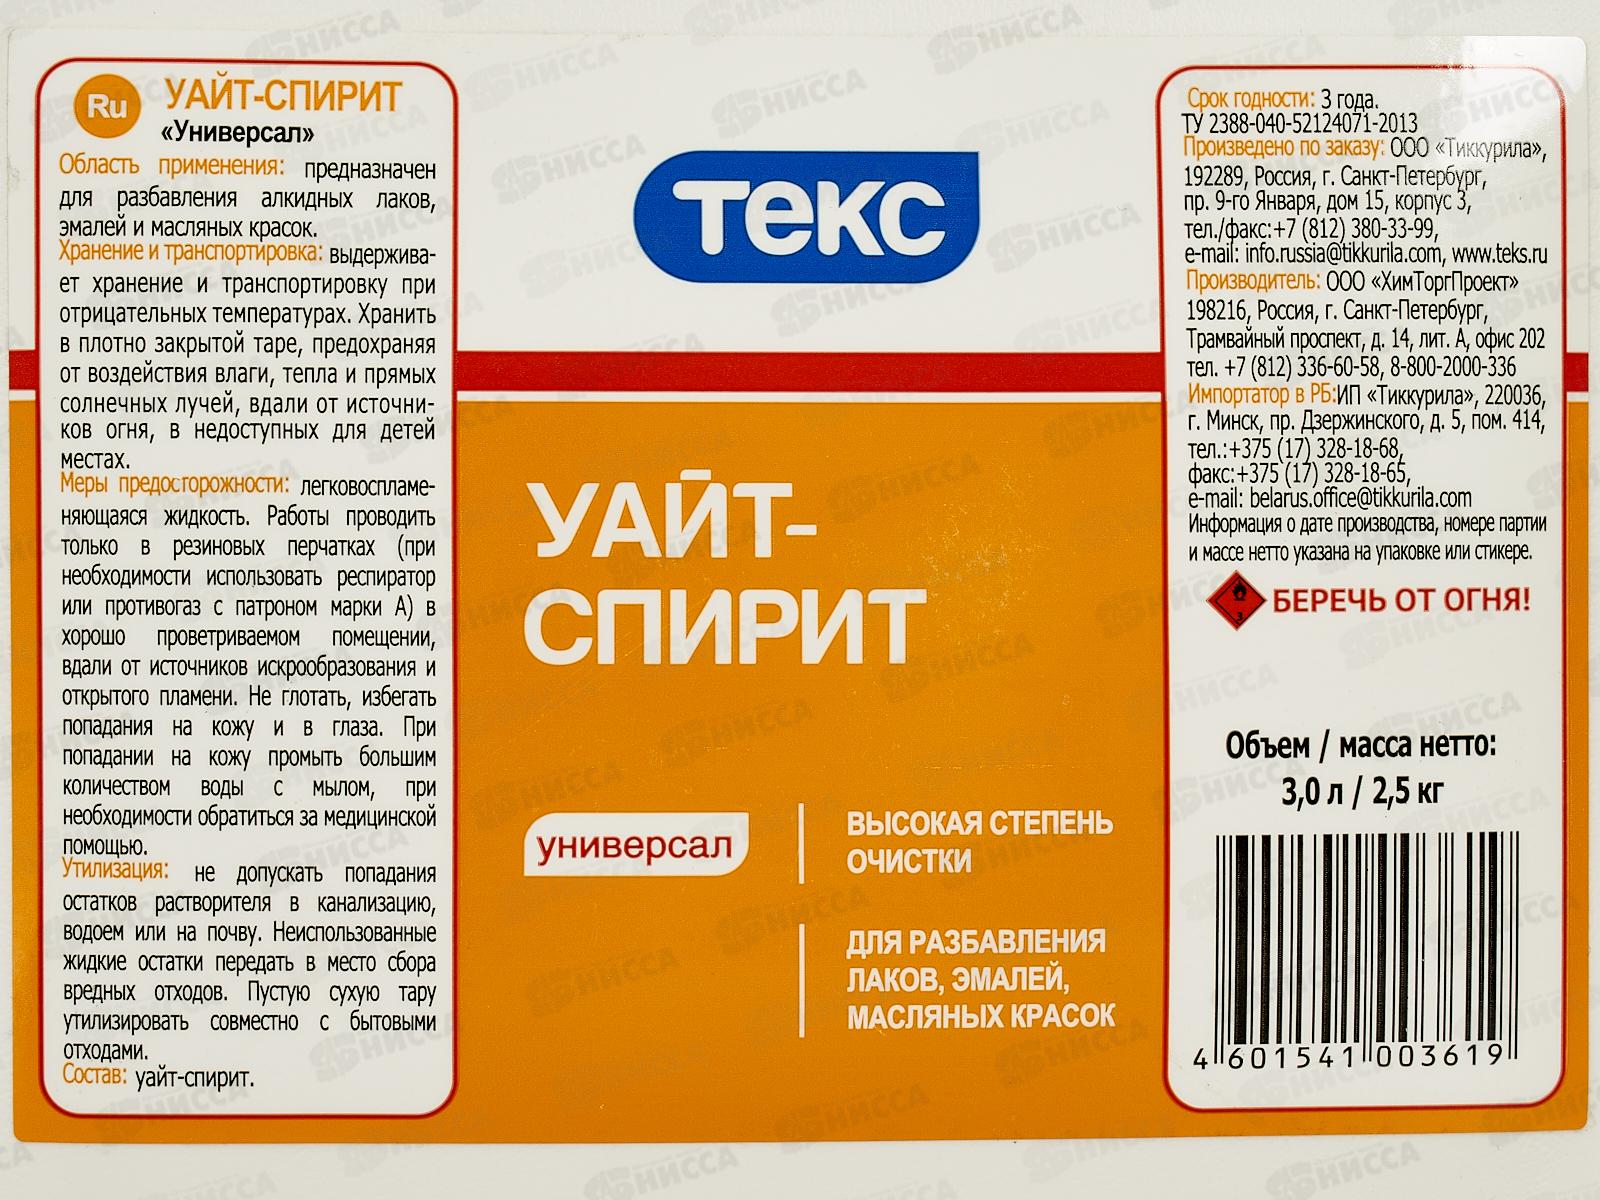 Ru
УАЙТ-СПИРИТ
«Универсал»
Область применения: предназначен
для разбавления алкидных лаков,
эмалей и масляных красок.
Хранение и транспортировка: выдержива-
ет хранение и транспортировку при
отрицательных температурах. Хранить
в плотно закрытой таре, предохраняя
от воздействия влаги, тепла и прямых
солнечных лучей, вдали от источни-
ков огня, в недоступных для детей
местах.
Меры предосторожности: легковоспламе-
няющаяся жидкость. Работы проводить
только в резиновых перчатках (при
необходимости использовать респиратор
или противогаз с патроном марки А) в
хорошо проветриваемом помещении,
вдали от источников искрообразования и
открытого пламени. Не глотать, избегать
попадания на кожу и в глаза. При
попадании на кожу промыть большим
количеством воды с мылом, при
необходимости обратиться за медицинской
помощью.
Утилизация: не допускать попадания
остатков растворителя в канализацию,
водоем или на почву. Неиспользованные
жидкие остатки передать в место сбора
вредных отходов. Пустую сухую тару
утилизировать совместно с бытовыми
отходами.
Состав: уайт-спирит.
текс
УАЙТ-
СПИРИТ
универсал
ВЫСОКАЯ СТЕПЕНЬ
ОЧИСТКИ
ДЛЯ РАЗБАВЛЕНИЯ
ЛАКОВ, ЭМАЛЕЙ,
МАСЛЯНЫХ КРАСОК
Срок годности: 3 года.
ТУ 2388-040-52124071-2013
Произведено по заказу: ООО «Тиккурила»,
192289, Россия, г. Санкт-Петербург,
пр. 9-го Января, дом 15, корпус 3,
тел./факс:+7 (812) 380-33-99,
e-mail: info.russia@tikkurila.com, www.teks.ru
Производитель: ООО «ХимТоргПроект»
198216, Россия, г. Санкт-Петербург,
Трамвайный проспект, д. 14, лит. А, офис 202
тел. +7 (812) 336-60-58, 8-800-2000-336
Импортатор в РБ:ИП «Тиккурила», 220036,
г. Минск, пр. Дзержинского, д. 5, пом. 414,
тел.:+375 (17) 328-18-68,
факс:+375 (17) 328-18-65,
e-mail: belarus.office@tikkurila.com
Информация о дате производства, номере партии
и массе нетто указана на упаковке или стикере.
3
БЕРЕЧЬ ОТ ОГНЯ!
Объем / масса нетто:
3,0 л / 2,5 кг
4 601541 003619
НИССА